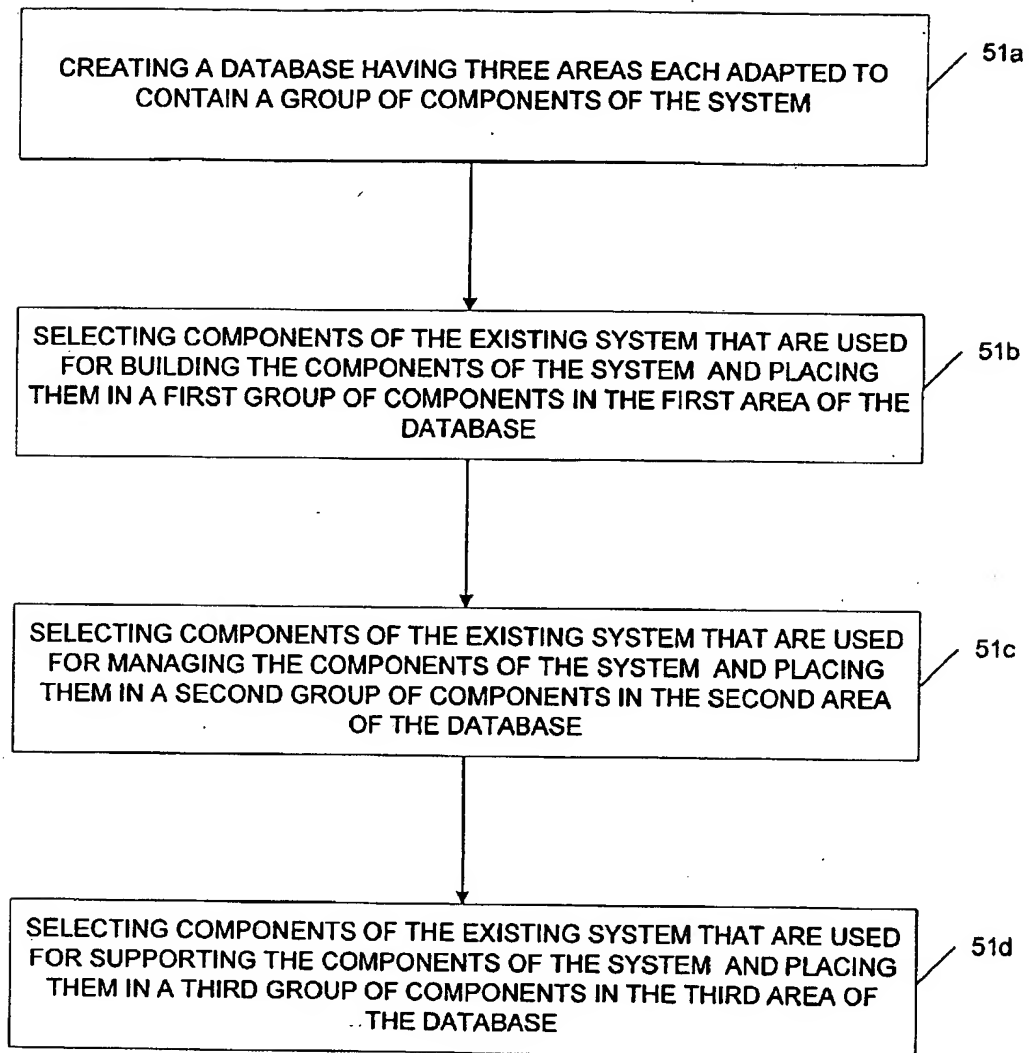 CREATING A DATABASE HAVING THREE AREAS EACH ADAPTED TO
CONTAIN A GROUP OF COMPONENTS OF THE SYSTEM
51a
SELECTING COMPONENTS OF THE EXISTING SYSTEM THAT ARE USED
FOR BUILDING THE COMPONENTS OF THE SYSTEM AND PLACING
THEM IN A FIRST GROUP OF COMPONENTS IN THE FIRST AREA OF THE
DATABASE
51b
SELECTING COMPONENTS OF THE EXISTING SYSTEM THAT ARE USED
FOR MANAGING THE COMPONENTS OF THE SYSTEM AND PLACING
THEM IN A SECOND GROUP OF COMPONENTS IN THE SECOND AREA
OF THE DATABASE
51c
SELECTING COMPONENTS OF THE EXISTING SYSTEM THAT ARE USED
FOR SUPPORTING THE COMPONENTS OF THE SYSTEM AND PLACING
THEM IN A THIRD GROUP OF COMPONENTS IN THE THIRD AREA OF
THE DATABASE
51d